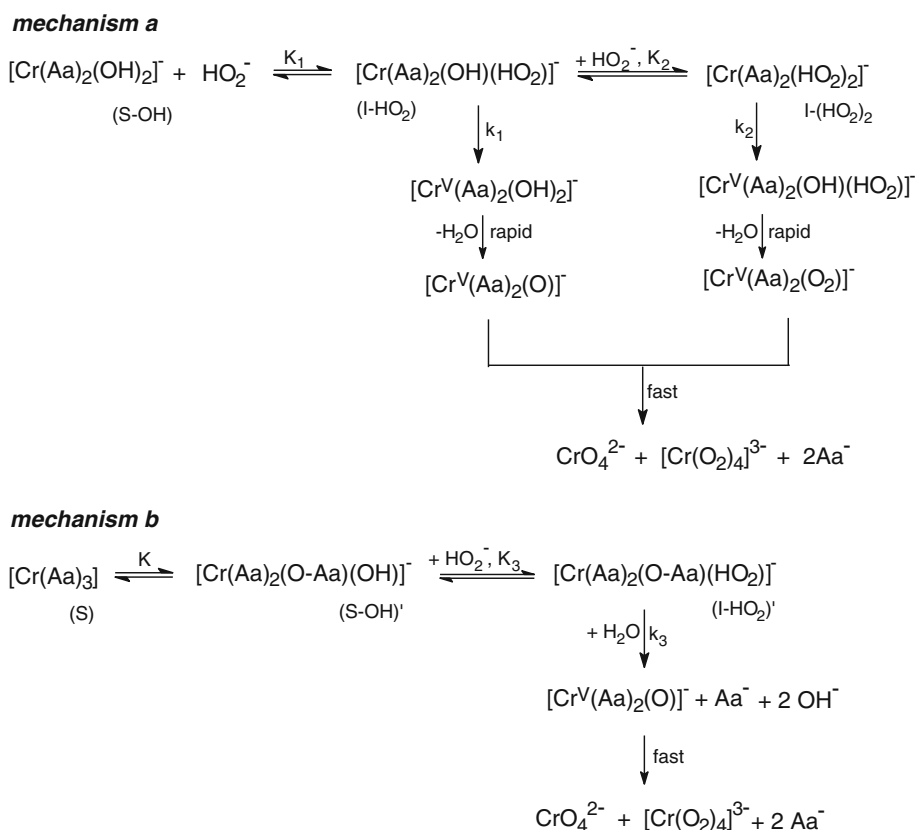 mechanism a
[Cr(Aa)₂(OH)₂]⁻ + HO₂⁻ K₁ [Cr(Aa)₂(OH)(HO₂)]⁻ + HO₂⁻, K₂ [Cr(Aa)₂(HO₂)₂]⁻
(S-OH) (I-HO₂) I-(HO₂)₂
k₁ k₂
[Crⱽ(Aa)₂(OH)₂]⁻ [Crⱽ(Aa)₂(OH)(HO₂)]⁻
-H₂O rapid -H₂O rapid
[Crⱽ(Aa)₂(O)]⁻ [Crⱽ(Aa)₂(O₂)]⁻
fast
CrO₄²⁻ + [Cr(O₂)₄]³⁻ + 2Aa⁻
mechanism b
[Cr(Aa)₃] K [Cr(Aa)₂(O-Aa)(OH)]⁻ + HO₂⁻, K₃ [Cr(Aa)₂(O-Aa)(HO₂)]⁻
(S) (S-OH)' (I-HO₂)'
+ H₂O k₃
[Crⱽ(Aa)₂(O)]⁻ + Aa⁻ + 2 OH⁻
fast
CrO₄²⁻ + [Cr(O₂)₄]³⁻ + 2 Aa⁻